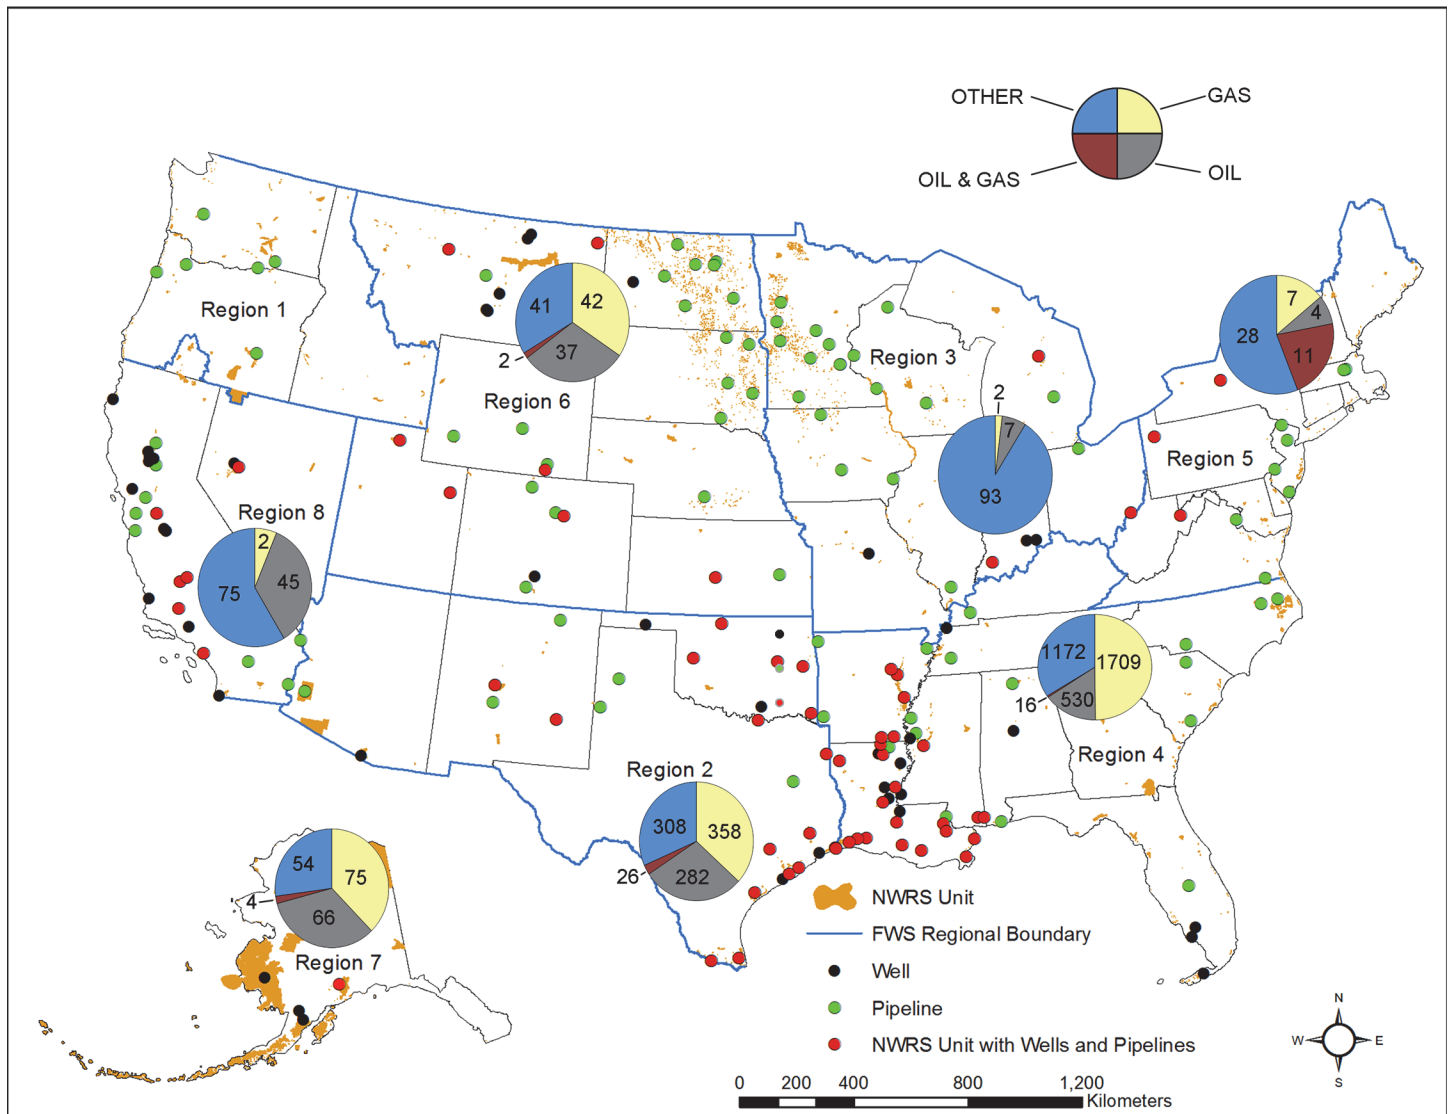 OTHER
GAS
OIL & GAS
OIL
Region 1
41
42
2
37
Region 6
Region 3
2
7
93
7
4
28
11
Region 5
Region 8
2
75
45
1172
1709
16
530
Region 4
Region 2
308
358
26
282
54
75
4
66
Region 7
NWRS Unit
FWS Regional Boundary
Well
Pipeline
NWRS Unit with Wells and Pipelines
N
W
E
S
0 200 400 800 1,200
Kilometers